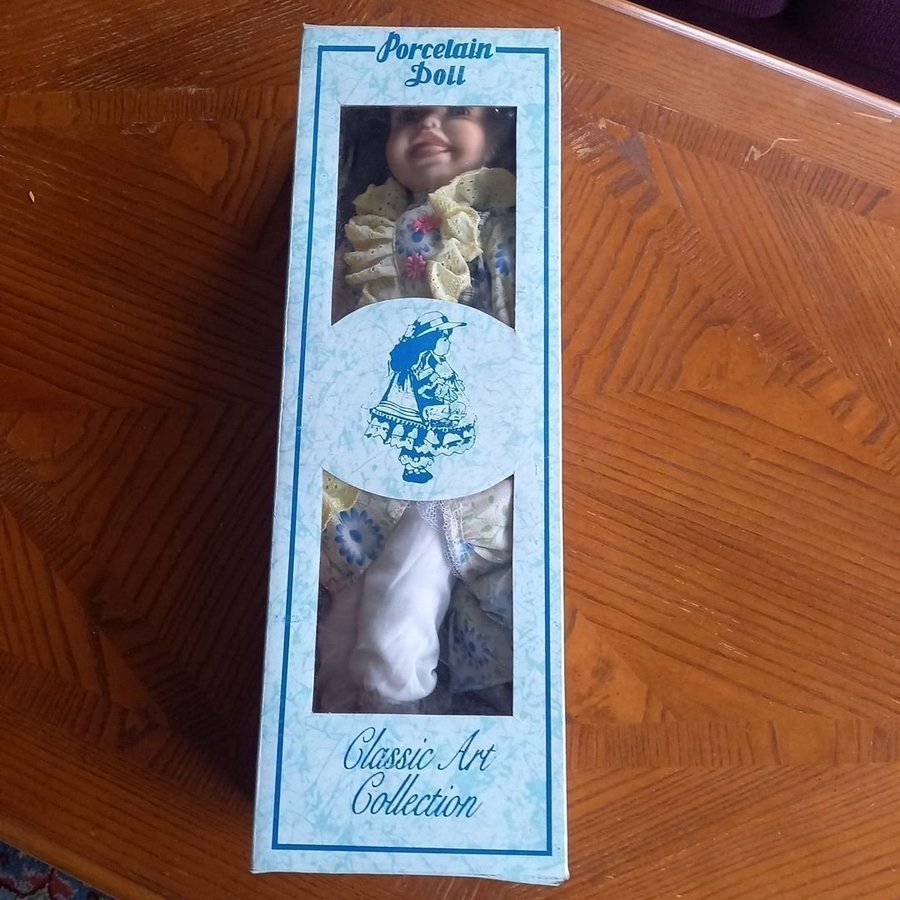 Porcelain
Doll
Classic Art
Collection